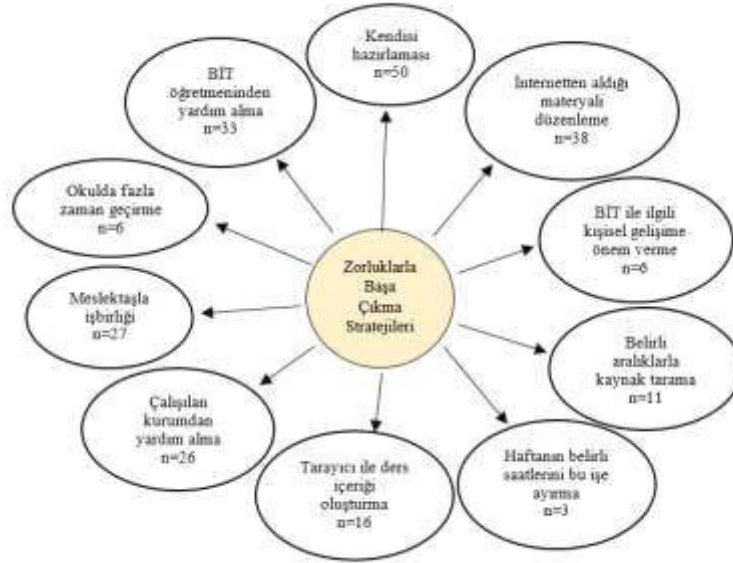 Kendisi
hazırlaması
n=50
BİT
öğretmeninden
yardım alma
n=33
İnternetten aldığı
materyali
düzenleme
n=38
Okulda fazla
zaman geçirme
n=6
BİT ile ilgili
kişisel gelişime
önem verme
n=6
Zorluklarla
Başa
Çıkma
Stratejileri
Meslektaşla
işbirliği
n=27
Belirli
aralıklarla
kaynak tarama
n=11
Çalışılan
kurumdan
yardım alma
n=26
Tarayıcı ile ders
içeriği
oluşturma
n=16
Haftanın belirli
saatlerini bu işe
ayırma
n=3